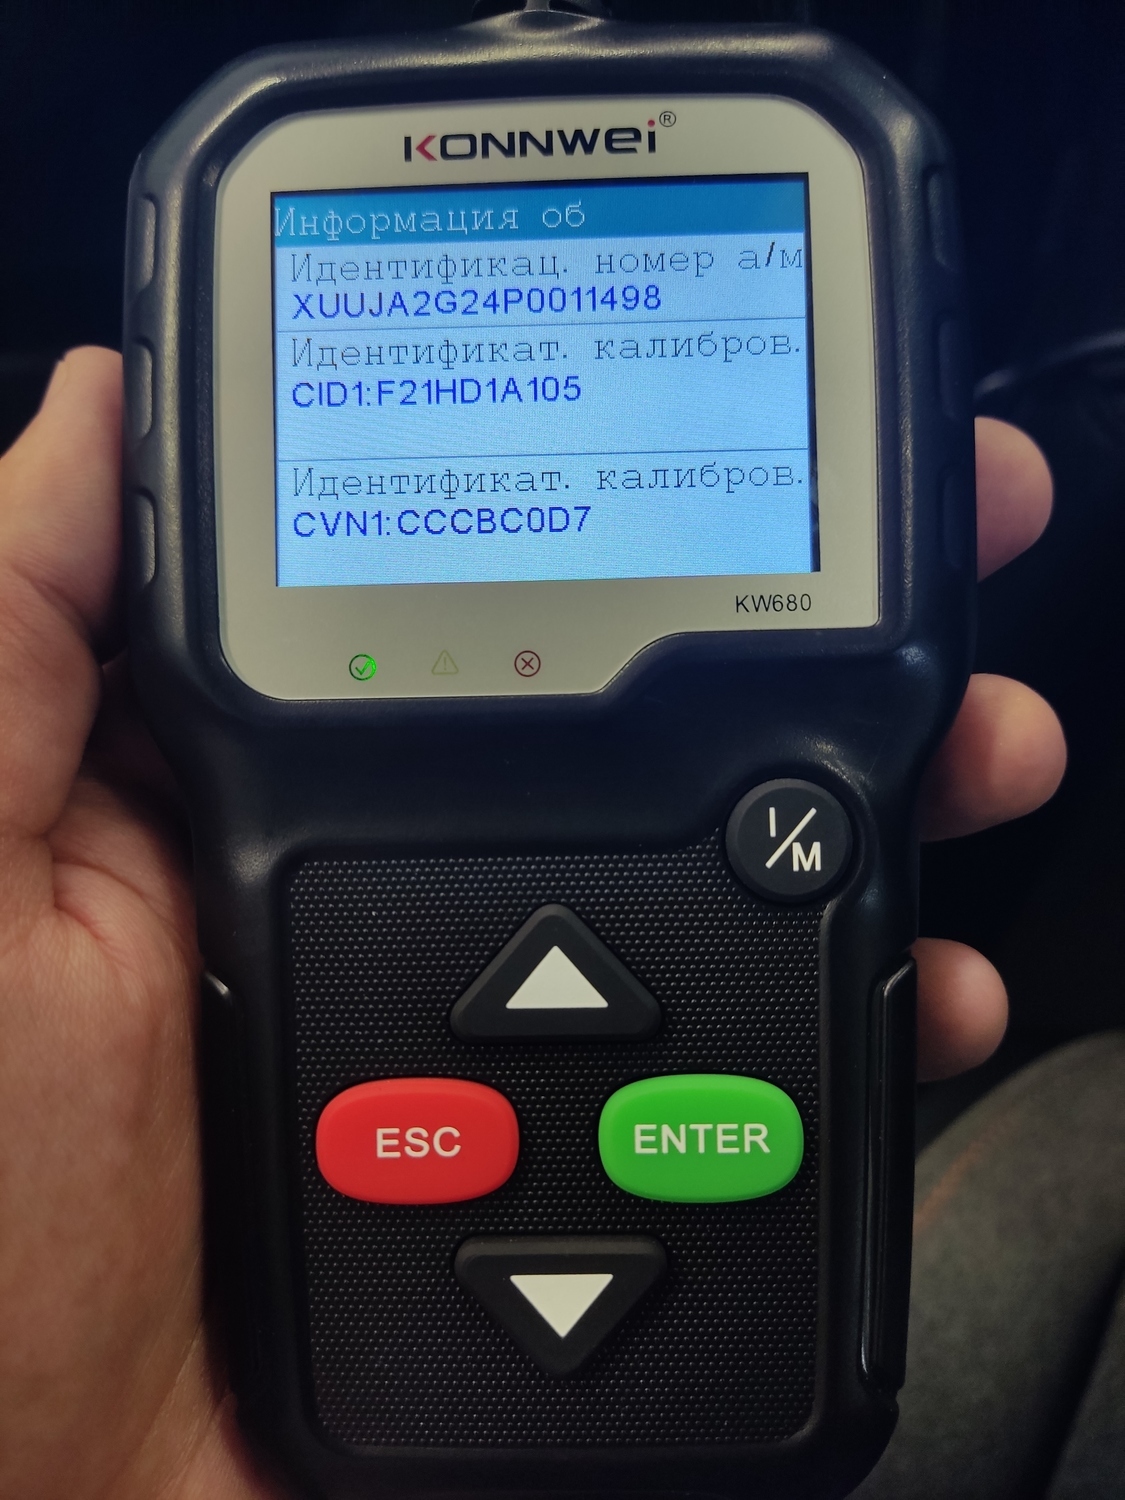 KONNWEI®
Информация об
Идентификац. номер а/м
XUUJA2G24P0011498
Идентификат. калибров.
CID1:F21HD1A105
Идентификат. калибров.
CVN1:CCCBC0D7
KW680
I/M
ESC
ENTER